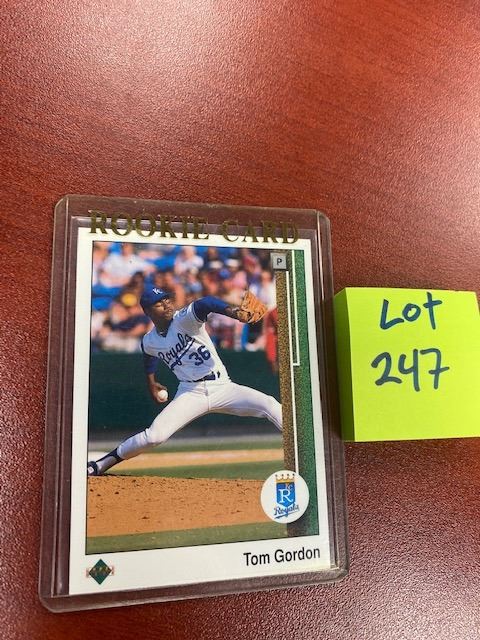 ROOKIE CARD
P
KC
Royals
36
R
Royals
Tom Gordon
Lot
247